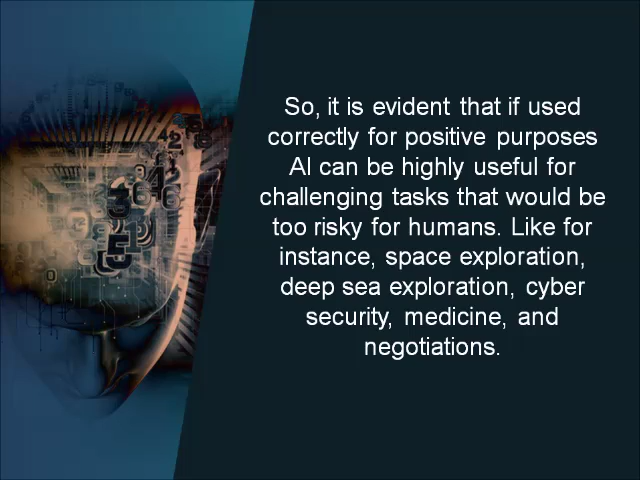 So, it is evident that if used
correctly for positive purposes
AI can be highly useful for
challenging tasks that would be
too risky for humans. Like for
instance, space exploration,
deep sea exploration, cyber
security, medicine, and
negotiations.